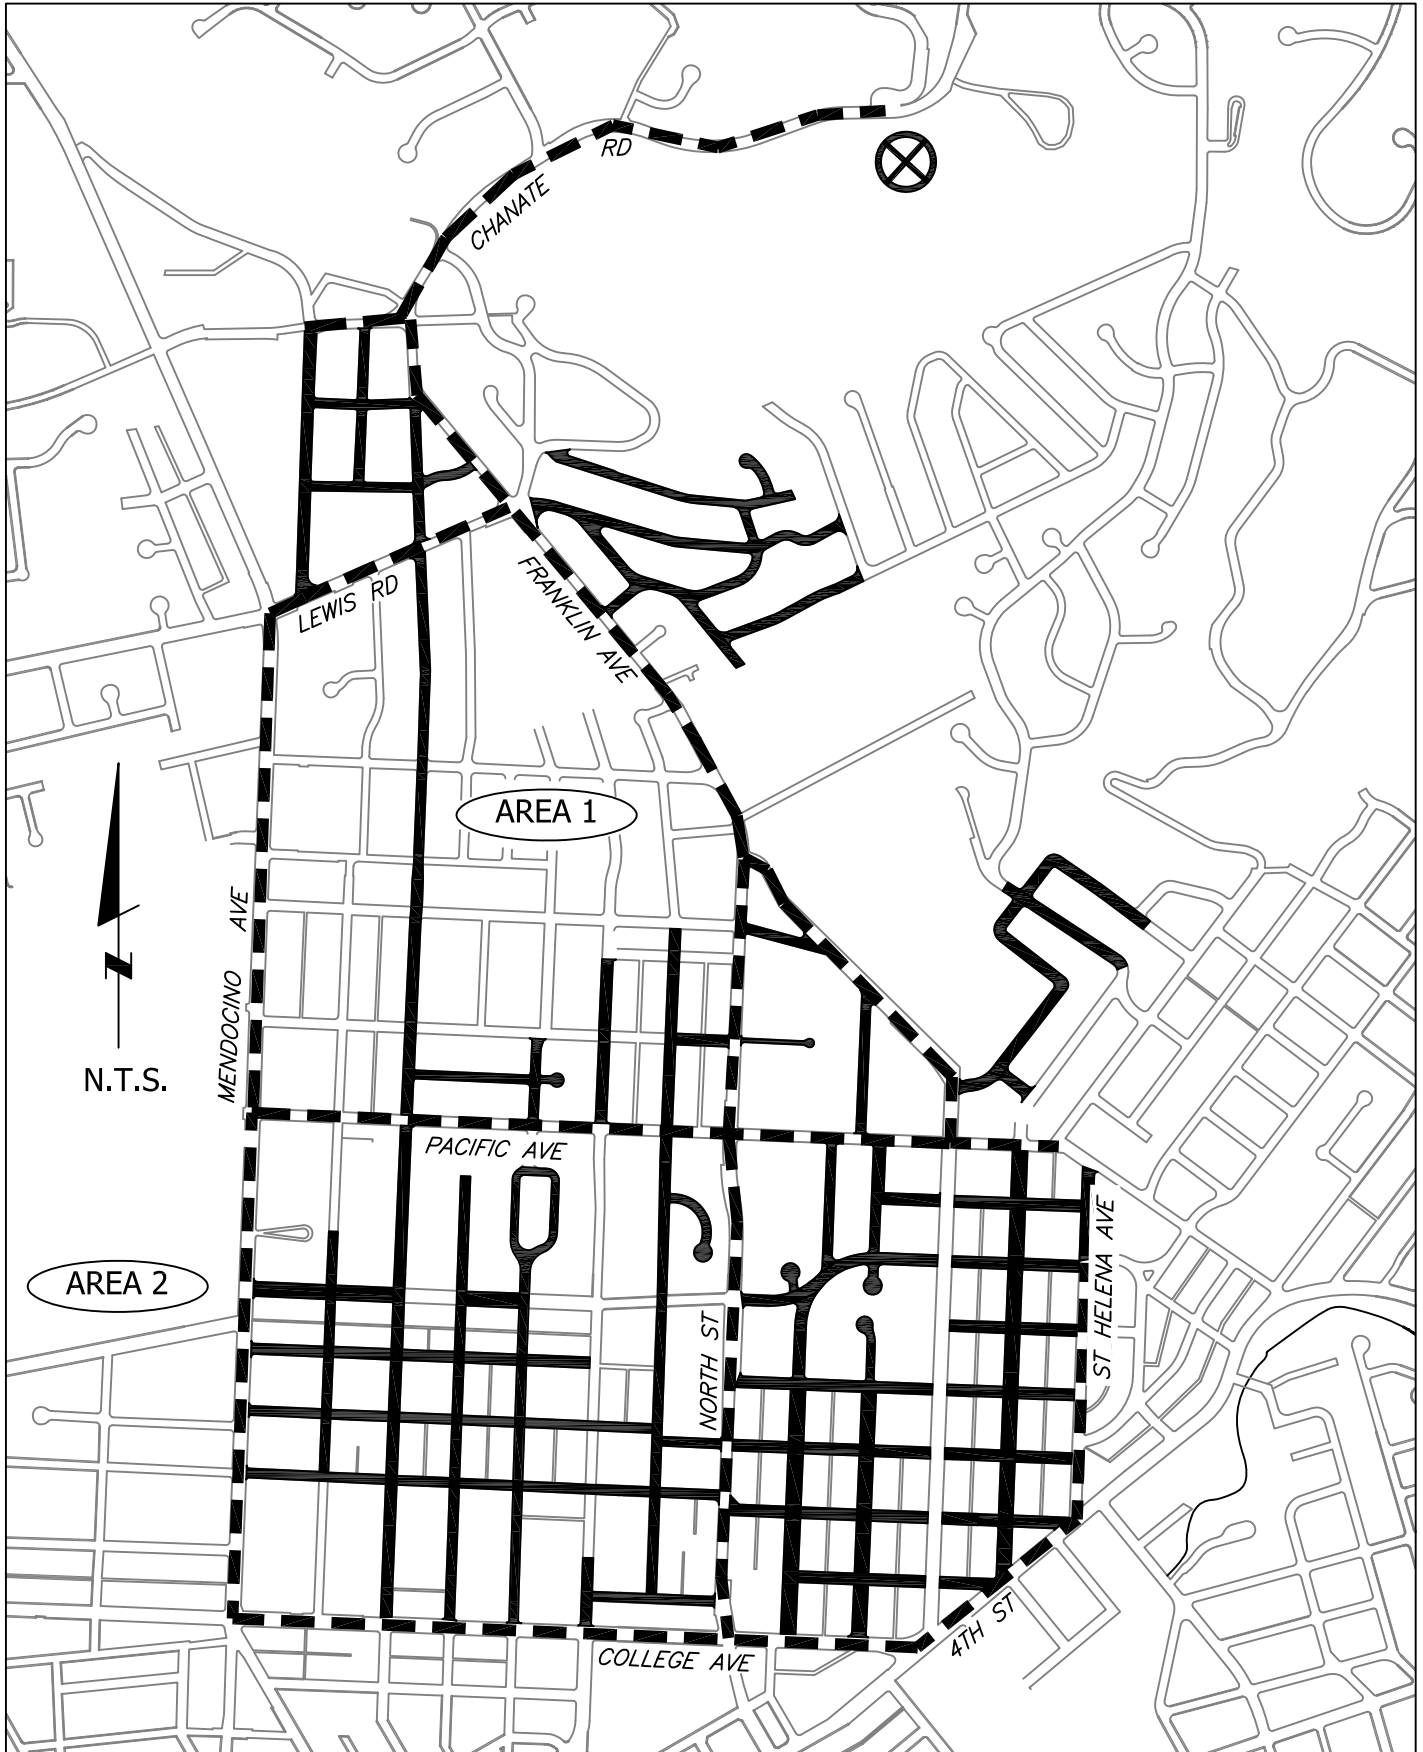 RD
CHANATE
LEWIS RD
FRANKLIN AVE
AREA 1
MENDOCINO AVE
N.T.S.
PACIFIC AVE
AREA 2
ST HELENA AVE
NORTH ST
4TH ST
COLLEGE AVE